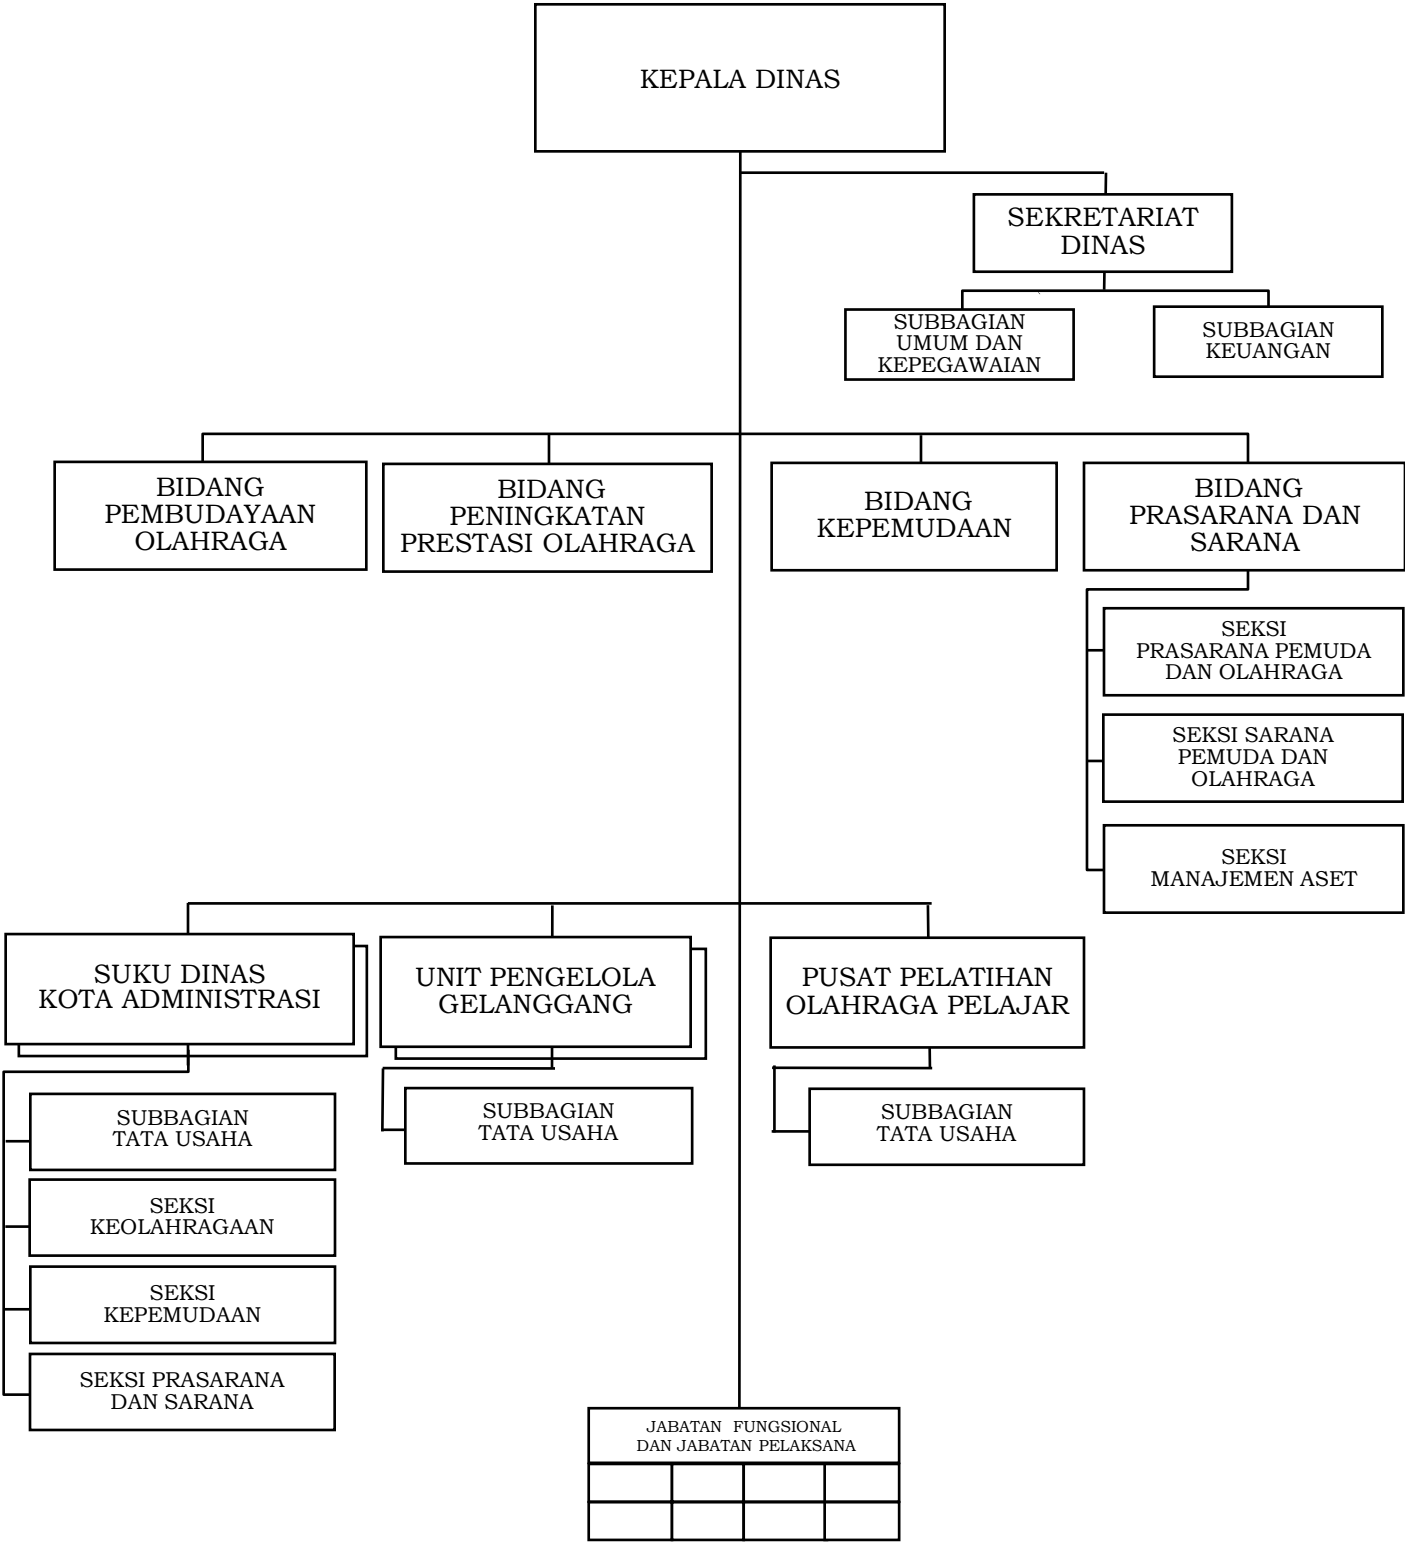 KEPALA DINAS
SEKRETARIAT
DINAS
SUBBAGIAN
UMUM DAN
KEPEGAWAIAN
SUBBAGIAN
KEUANGAN
BIDANG
PEMBUDAYAAN
OLAHRAGA
BIDANG
PENINGKATAN
PRESTASI OLAHRAGA
BIDANG
KEPEMUDAAN
BIDANG
PRASARANA DAN
SARANA
SEKSI
PRASARANA PEMUDA
DAN OLAHRAGA
SEKSI SARANA
PEMUDA DAN
OLAHRAGA
SEKSI
MANAJEMEN ASET
SUKU DINAS
KOTA ADMINISTRASI
UNIT PENGELOLA
GELANGGANG
PUSAT PELATIHAN
OLAHRAGA PELAJAR
SUBBAGIAN
TATA USAHA
SEKSI
KEOLAHRAGAAN
SEKSI
KEPEMUDAAN
SEKSI PRASARANA
DAN SARANA
SUBBAGIAN
TATA USAHA
SUBBAGIAN
TATA USAHA
JABATAN FUNGSIONAL
DAN JABATAN PELAKSANA